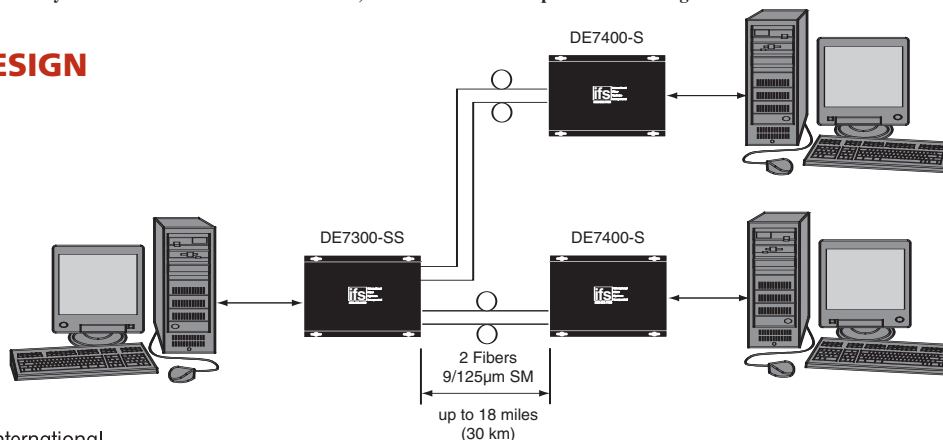 ESIGN
DE7400-S
ifs
DE7300-SS
DE7400-S
ifs
ifs
2 Fibers
9/125µm SM
up to 18 miles
(30 km)
nternational